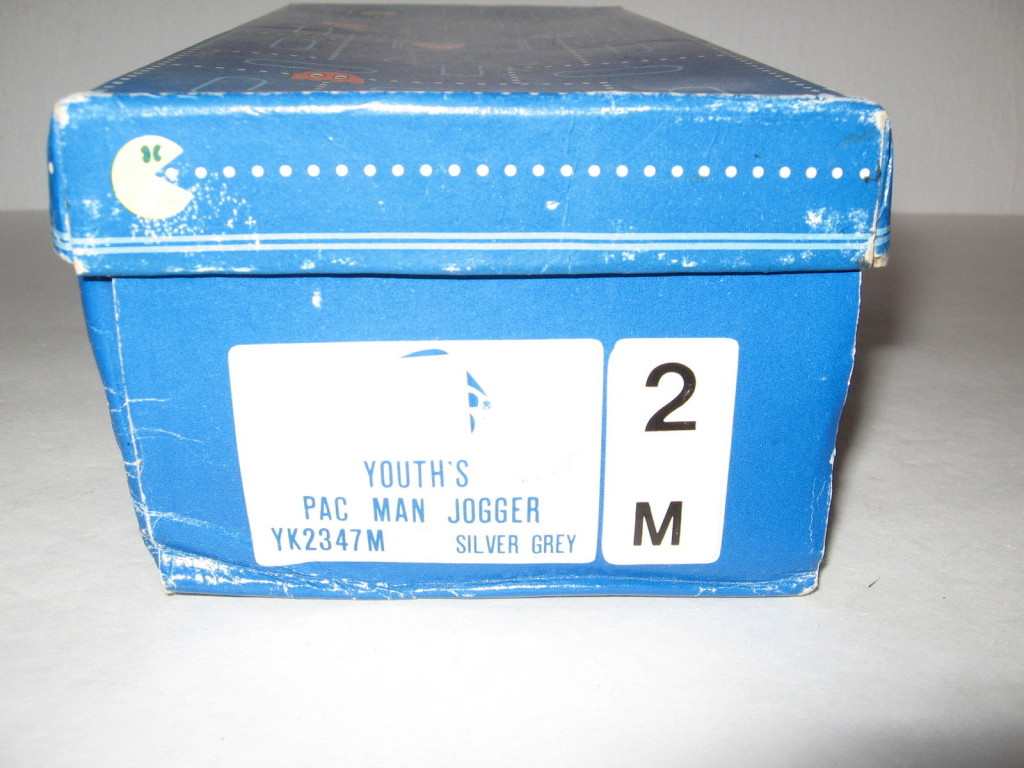 YOUTH'S
PAC MAN JOGGER
YK2347M SILVER GREY
2
M